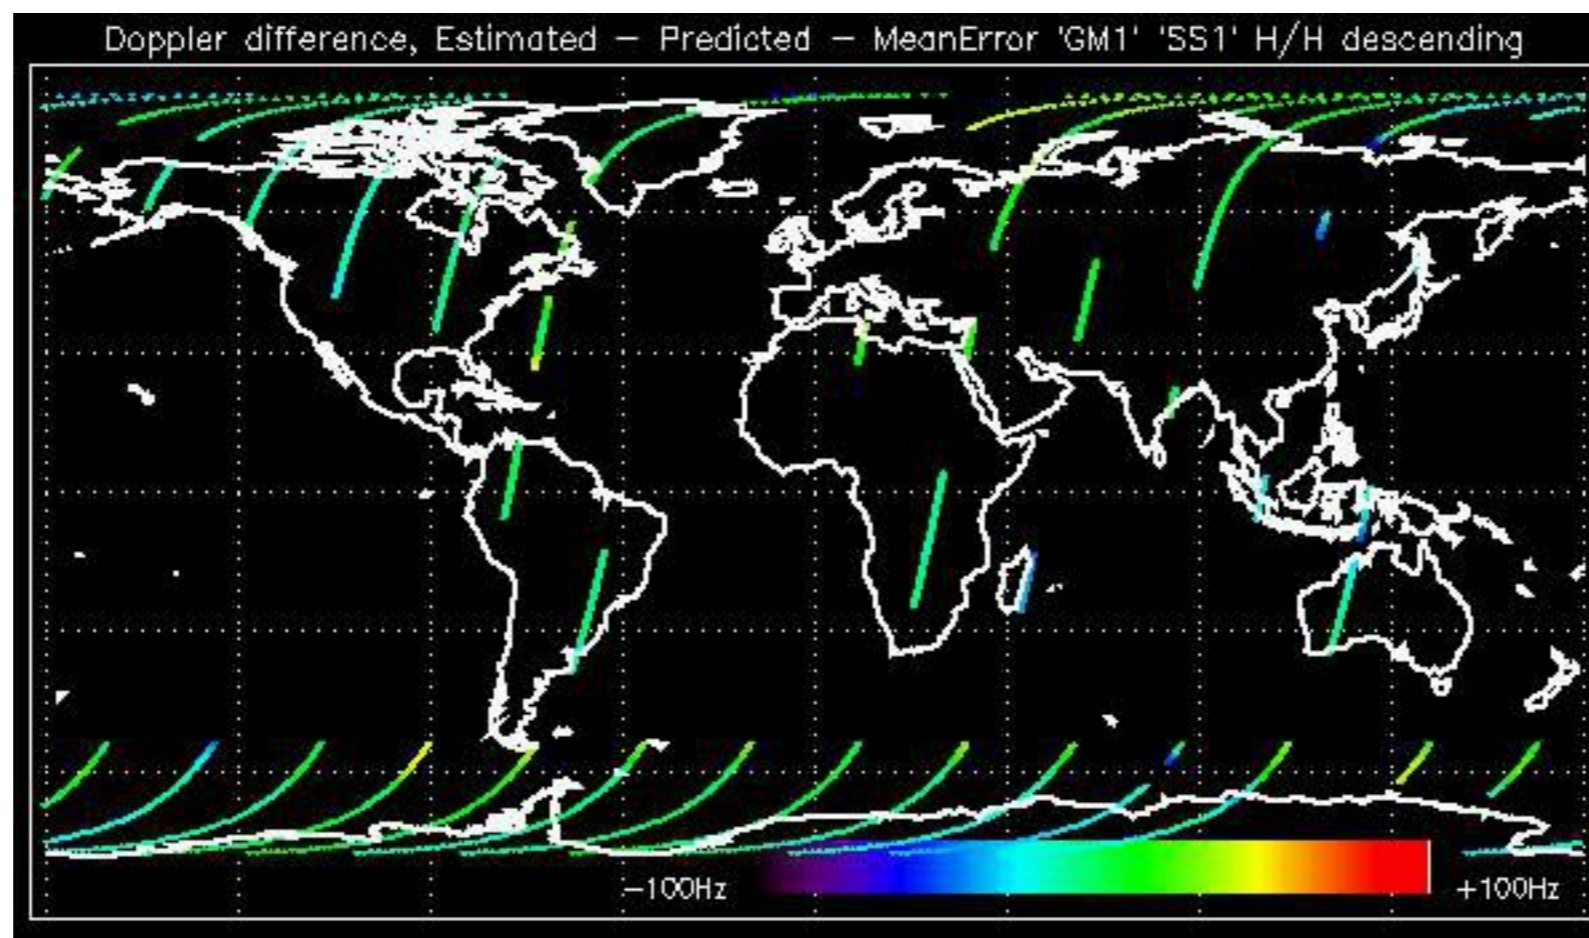 Doppler difference, Estimated – Predicted – MeanError 'GM1' 'SS1' H/H descending
–100Hz
+100Hz